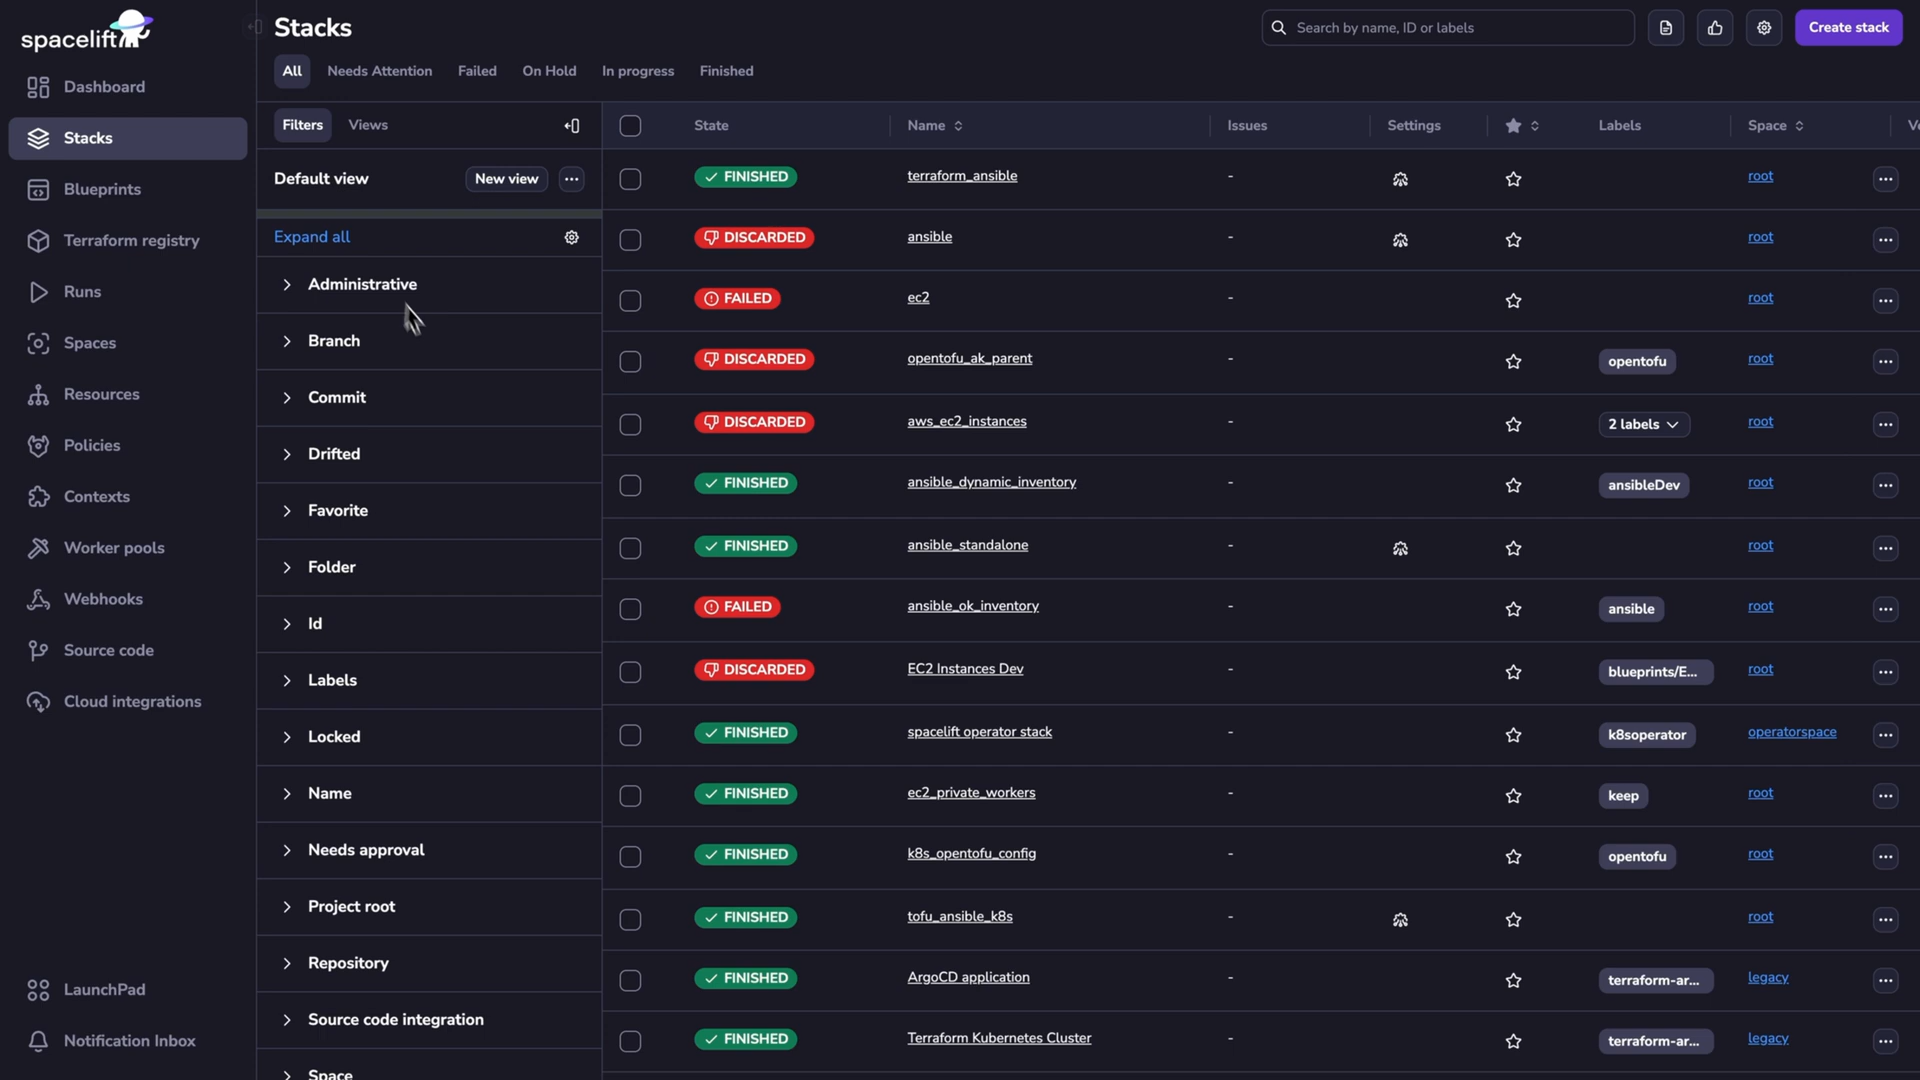 spacelift
Dashboard
Stacks
Blueprints
Terraform registry
Runs
Spaces
Resources
Policies
Contexts
Worker pools
Webhooks
Source code
Cloud integrations
LaunchPad
Notification Inbox
Stacks
Search by name, ID or labels
Create stack
All Needs Attention Failed On Hold In progress Finished
Filters Views
Default view New view
Expand all
Administrative
Branch
Commit
Drifted
Favorite
Folder
Id
Labels
Locked
Name
Needs approval
Project root
Repository
Source code integration
Space
State Name Issues Settings Labels Space
FINISHED terraform_ansible - root
DISCARDED ansible - root
FAILED ec2 - root
DISCARDED opentofu_ak_parent - opentofu root
DISCARDED aws_ec2_instances - 2 labels root
FINISHED ansible_dynamic_inventory - ansibleDev root
FINISHED ansible_standalone - root
FAILED ansible_ok_inventory - ansible root
DISCARDED EC2 Instances Dev - blueprints/E... root
FINISHED spacelift operator stack - k8soperator operatorspace
FINISHED ec2_private_workers - keep root
FINISHED k8s_opentofu_config - opentofu root
FINISHED tofu_ansible_k8s - root
FINISHED ArgoCD application - terraform-ar... legacy
FINISHED Terraform Kubernetes Cluster - terraform-ar... legacy